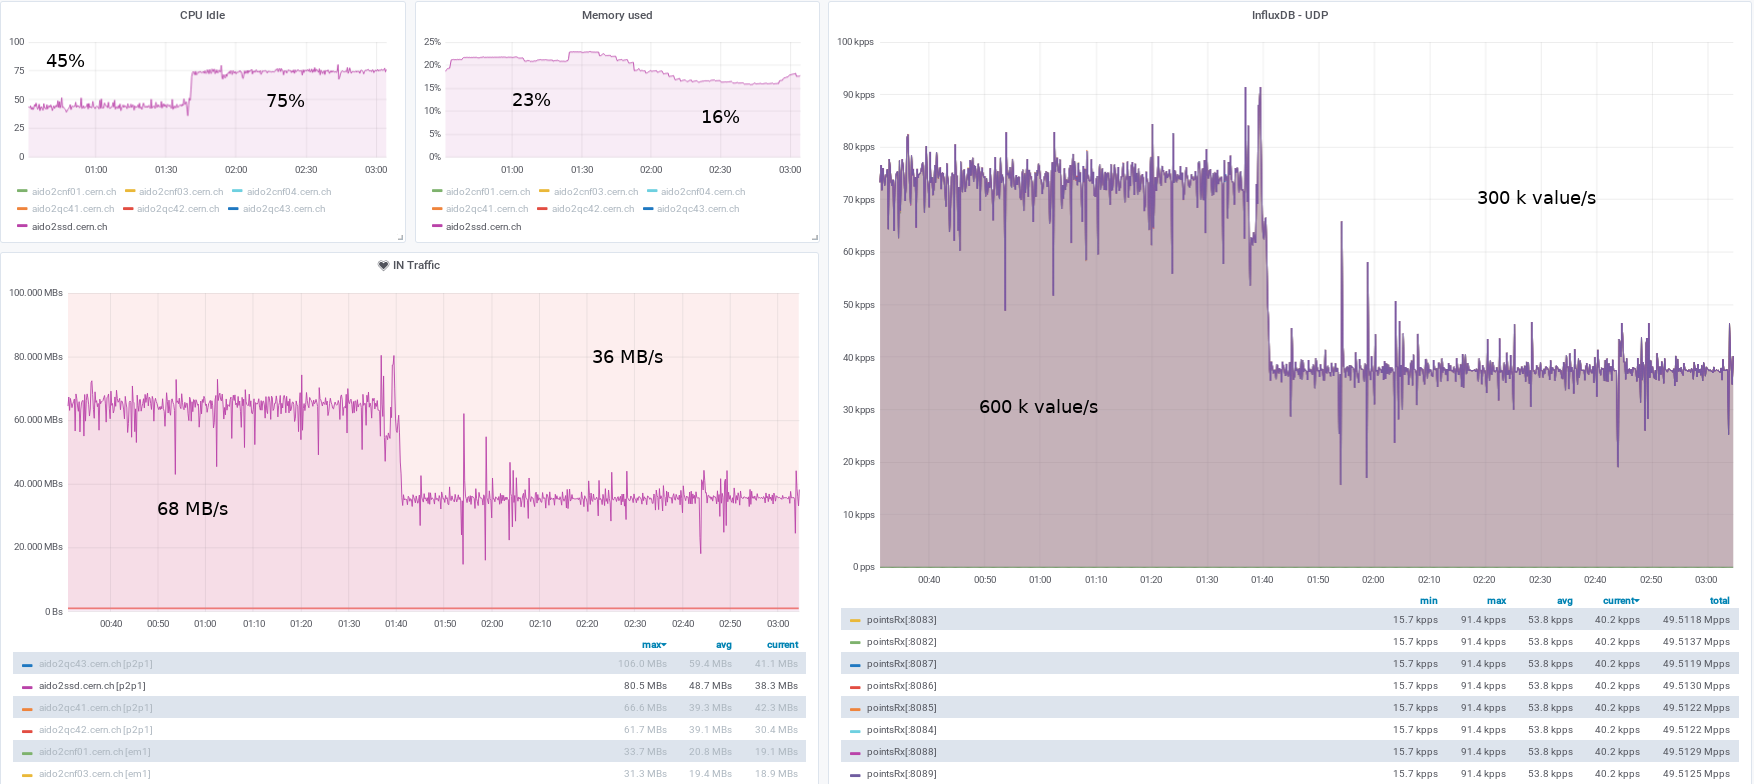 CPU Idle
100
75
50
25
0
45%
75%
01:00 01:30 02:00 02:30 03:00
aido2cnf01.cern.ch aido2cnf03.cern.ch aido2cnf04.cern.ch
aido2qc41.cern.ch aido2qc42.cern.ch aido2qc43.cern.ch
aido2ssd.cern.ch
Memory used
25%
20%
15%
10%
5%
0%
23%
16%
01:00 01:30 02:00 02:30 03:00
aido2cnf01.cern.ch aido2cnf03.cern.ch aido2cnf04.cern.ch
aido2qc41.cern.ch aido2qc42.cern.ch aido2qc43.cern.ch
aido2ssd.cern.ch
IN Traffic
100.000 MBs
80.000 MBs
60.000 MBs
40.000 MBs
20.000 MBs
0 Bs
36 MB/s
68 MB/s
00:40 00:50 01:00 01:10 01:20 01:30 01:40 01:50 02:00 02:10 02:20 02:30 02:40 02:50 03:00
max avg current
aido2qc43.cern.ch [p2p1] 106.0 MBs 59.4 MBs 41.1 MBs
aido2ssd.cern.ch [p2p1] 80.5 MBs 48.7 MBs 38.3 MBs
aido2qc41.cern.ch [p2p1] 66.6 MBs 39.3 MBs 42.3 MBs
aido2qc42.cern.ch [p2p1] 61.7 MBs 39.1 MBs 30.4 MBs
aido2cnf01.cern.ch [em1] 33.7 MBs 20.8 MBs 19.1 MBs
aido2cnf03.cern.ch [em1] 31.3 MBs 19.4 MBs 18.9 MBs
InfluxDB - UDP
100 kpps
90 kpps
80 kpps
70 kpps
60 kpps
50 kpps
40 kpps
30 kpps
20 kpps
10 kpps
0 pps
300 k value/s
600 k value/s
00:40 00:50 01:00 01:10 01:20 01:30 01:40 01:50 02:00 02:10 02:20 02:30 02:40 02:50 03:00
min max avg current total
pointsRx[:8083] 15.7 kpps 91.4 kpps 53.8 kpps 40.2 kpps 49.5118 Mpps
pointsRx[:8082] 15.7 kpps 91.4 kpps 53.8 kpps 40.2 kpps 49.5137 Mpps
pointsRx[:8087] 15.7 kpps 91.4 kpps 53.8 kpps 40.2 kpps 49.5119 Mpps
pointsRx[:8086] 15.7 kpps 91.4 kpps 53.8 kpps 40.2 kpps 49.5130 Mpps
pointsRx[:8085] 15.7 kpps 91.4 kpps 53.8 kpps 40.2 kpps 49.5122 Mpps
pointsRx[:8084] 15.7 kpps 91.4 kpps 53.8 kpps 40.2 kpps 49.5122 Mpps
pointsRx[:8088] 15.7 kpps 91.4 kpps 53.8 kpps 40.2 kpps 49.5129 Mpps
pointsRx[:8089] 15.7 kpps 91.4 kpps 53.8 kpps 40.2 kpps 49.5125 Mpps